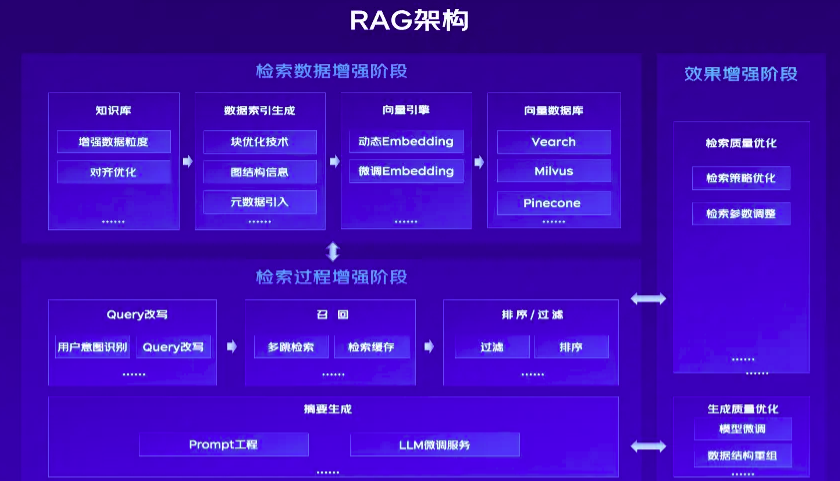 RAG架构
检索数据增强阶段
知识库
增强数据粒度
对齐优化
......
数据索引生成
块优化技术
图结构信息
元数据引入
......
向量引擎
动态Embedding
微调Embedding
......
向量数据库
Vearch
Milvus
Pinecone
......
检索过程增强阶段
Query改写
用户意图识别
Query改写
......
召 回
多跳检索
检索缓存
......
排序/过滤
过滤
排序
......
摘要生成
Prompt工程
LLM微调服务
......
效果增强阶段
检索质量优化
检索策略优化
检索参数调整
......
......
生成质量优化
模型微调
数据结构重组
......